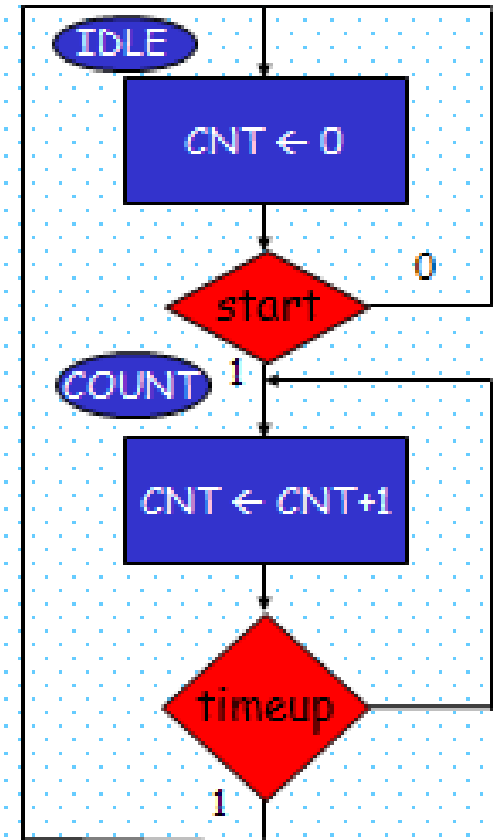 IDLE
CNT ← 0
start
0
1
COUNT
CNT ← CNT+1
timeup
1